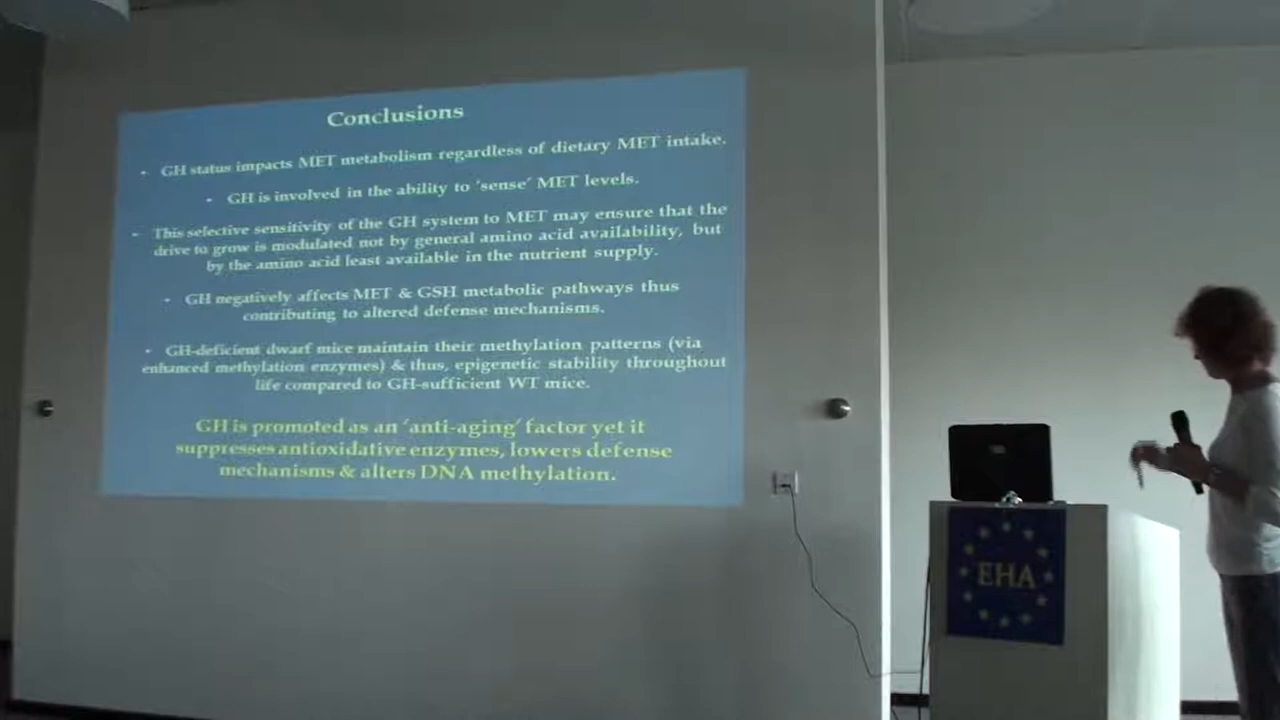 Conclusions
• GH status impacts MET metabolism regardless of dietary MET intake.
• GH is involved in the ability to ‘sense’ MET levels.
• This selective sensitivity of the GH system to MET may ensure that the
drive to grow is modulated not by general amino acid availability, but
by the amino acid least available in the nutrient supply.
• GH negatively affects MET & GSH metabolic pathways thus
contributing to altered defense mechanisms.
• GH-deficient dwarf mice maintain their methylation patterns (via
enhanced methylation enzymes) & thus, epigenetic stability throughout
life compared to GH-sufficient WT mice.
GH is promoted as an ‘anti-aging’ factor yet it
suppresses antioxidative enzymes, lowers defense
mechanisms & alters DNA methylation.
EHA